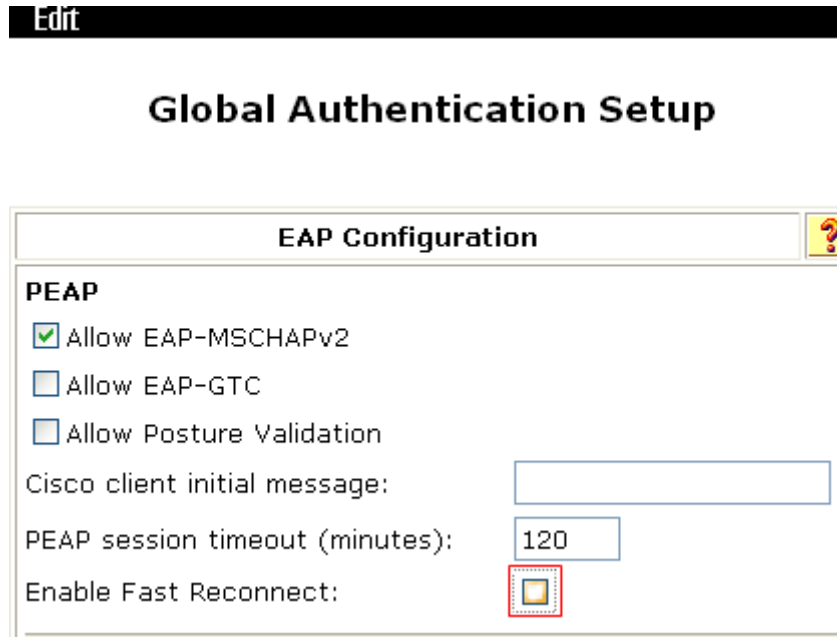 Edit
Global Authentication Setup
EAP Configuration
?
PEAP
Allow EAP-MSCHAPv2
Allow EAP-GTC
Allow Posture Validation
Cisco client initial message:
PEAP session timeout (minutes): 120
Enable Fast Reconnect: